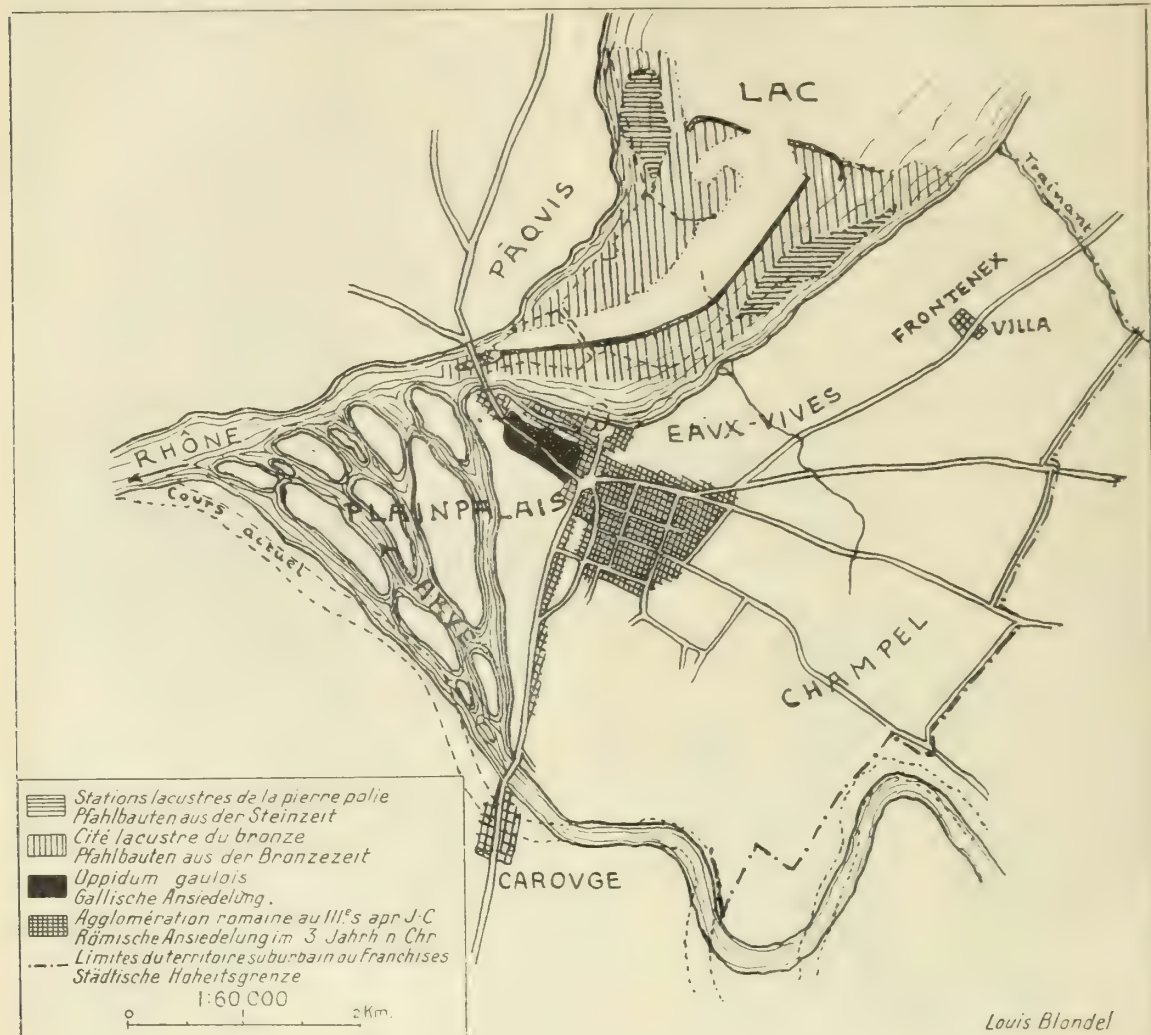 LAC
PÂQVIS
Traînant
FRONTENEX
VILLA
EAVX-VIVES
RHÔNE
Cours actuel
PLAINPALAIS
ARVE
CHAMPEL
CAROVGE
Stations lacustres de la pierre polie
Pfahlbauten aus der Steinzeit
Cité lacustre du bronze
Pfahlbauten aus der Bronzezeit
Oppidum gaulois
Gallische Ansiedelung.
Agglomération romaine au III.e s apr J-C
Römische Ansiedelung im 3 Jahrh n Chr
Limites du territoire suburbain ou Franchises
Städtische Hoheitsgrenze
1:60 000
0 2 Km.
Louis Blondel